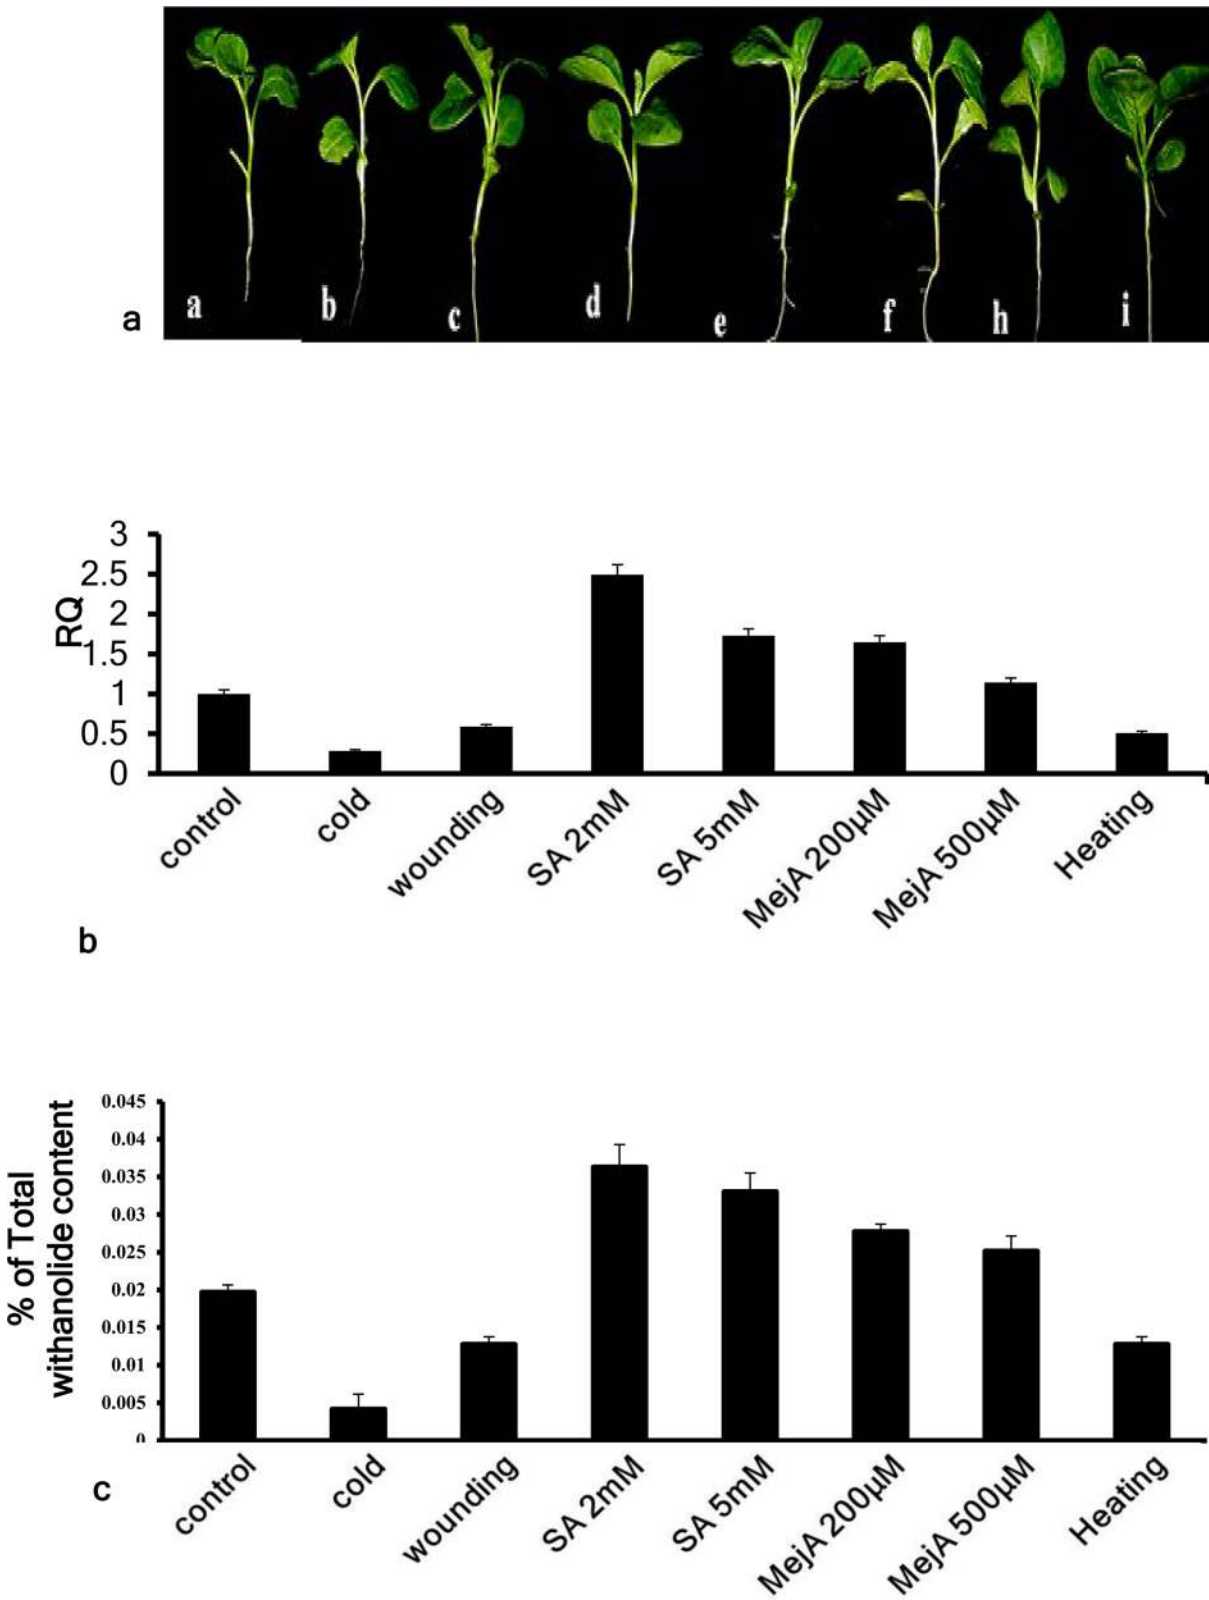 a
a b c d e f h i
RQ
3
2.5
2
1.5
1
0.5
0
control cold wounding SA 2mM SA 5mM MejA 200µM MejA 500µM Heating
b
% of Total
withanolide content
0.045
0.04
0.035
0.03
0.025
0.02
0.015
0.01
0.005
0
control cold wounding SA 2mM SA 5mM MejA 200µM MejA 500µM Heating
c